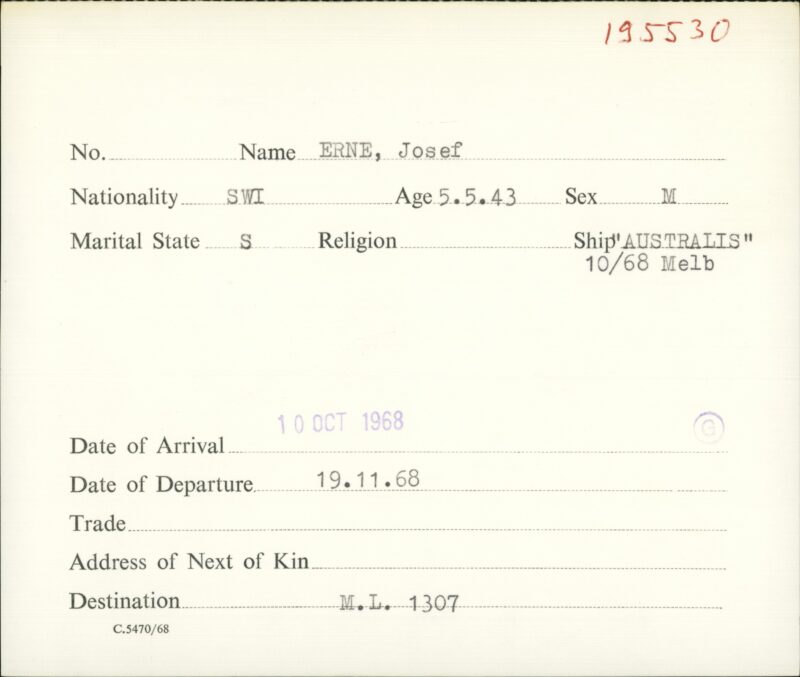 195530
No. Name ERNE, Josef
Nationality SWI Age 5.5.43 Sex M
Marital State S Religion Ship "AUSTRALIS"
10/68 Melb
10 OCT 1968 G
Date of Arrival
Date of Departure 19.11.68
Trade
Address of Next of Kin
Destination M.L. 1307
C.5470/68